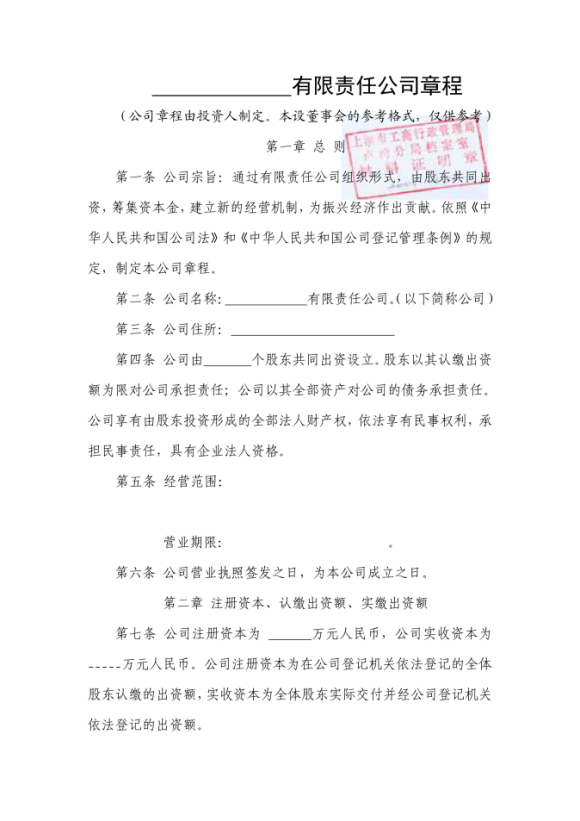 ____________有限责任公司章程
(公司章程由投资人制定。本设董事会的参考格式，仅供参考)
第一章 总 则
上海市工商行政管理局
卢湾分局档案室
材料证明章
第一条 公司宗旨：通过有限责任公司组织形式，由股东共同出
资，筹集资本金，建立新的经营机制，为振兴经济作出贡献。依照《中
华人民共和国公司法》和《中华人民共和国公司登记管理条例》的规
定，制定本公司章程。
第二条 公司名称：____________有限责任公司。（以下简称公司）
第三条 公司住所：________________________
第四条 公司由_______个股东共同出资设立。股东以其认缴出资
额为限对公司承担责任；公司以其全部资产对公司的债务承担责任。
公司享有由股东投资形成的全部法人财产权，依法享有民事权利，承
担民事责任，具有企业法人资格。
第五条 经营范围：
营业期限： 。
第六条 公司营业执照签发之日，为本公司成立之日。
第二章 注册资本、认缴出资额、实缴出资额
第七条 公司注册资本为 ______万元人民币，公司实收资本为
-----万元人民币。公司注册资本为在公司登记机关依法登记的全体
股东认缴的出资额，实收资本为全体股东实际交付并经公司登记机关
依法登记的出资额。